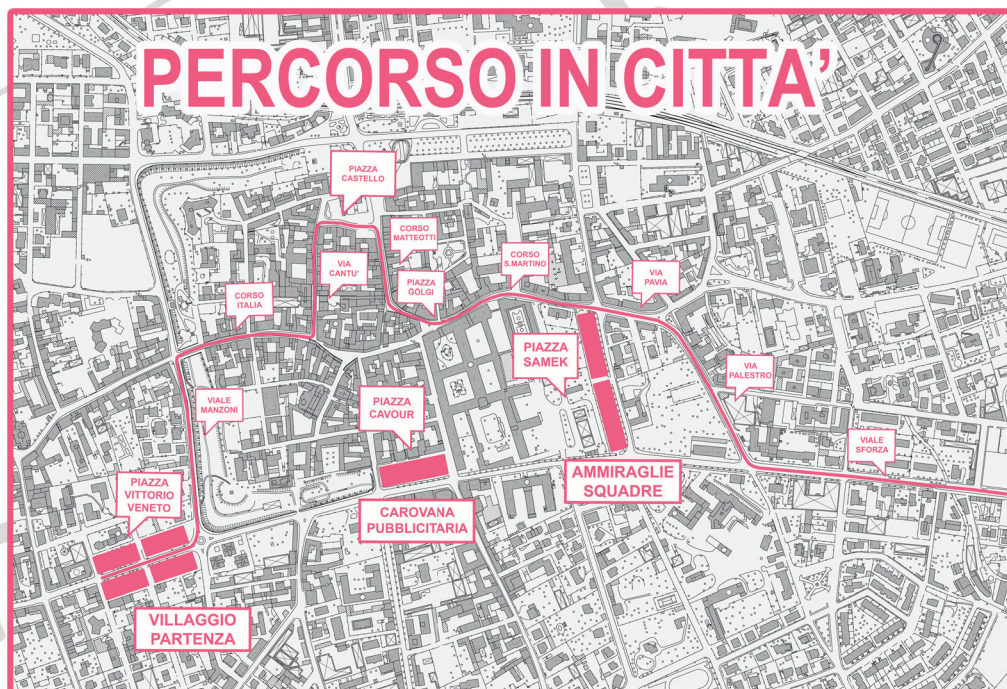 PERCORSO IN CITTA'
PIAZZA
CASTELLO
CORSO
MATTEOTTI
VIA
CANTU'
PIAZZA
GÖLGI
CORSO
S.MARTINO
VIA
PAVIA
CORSO
ITALIA
PIAZZA
SAMEK
VIA
PALESTRO
VIALE
MANZONI
PIAZZA
CAVOUR
VIALE
SFORZA
PIAZZA
VITTORIO
VENETO
AMMIRAGLIE
SQUADRE
CAROVANA
PUBBLICITARIA
VILLAGGIO
PARTENZA